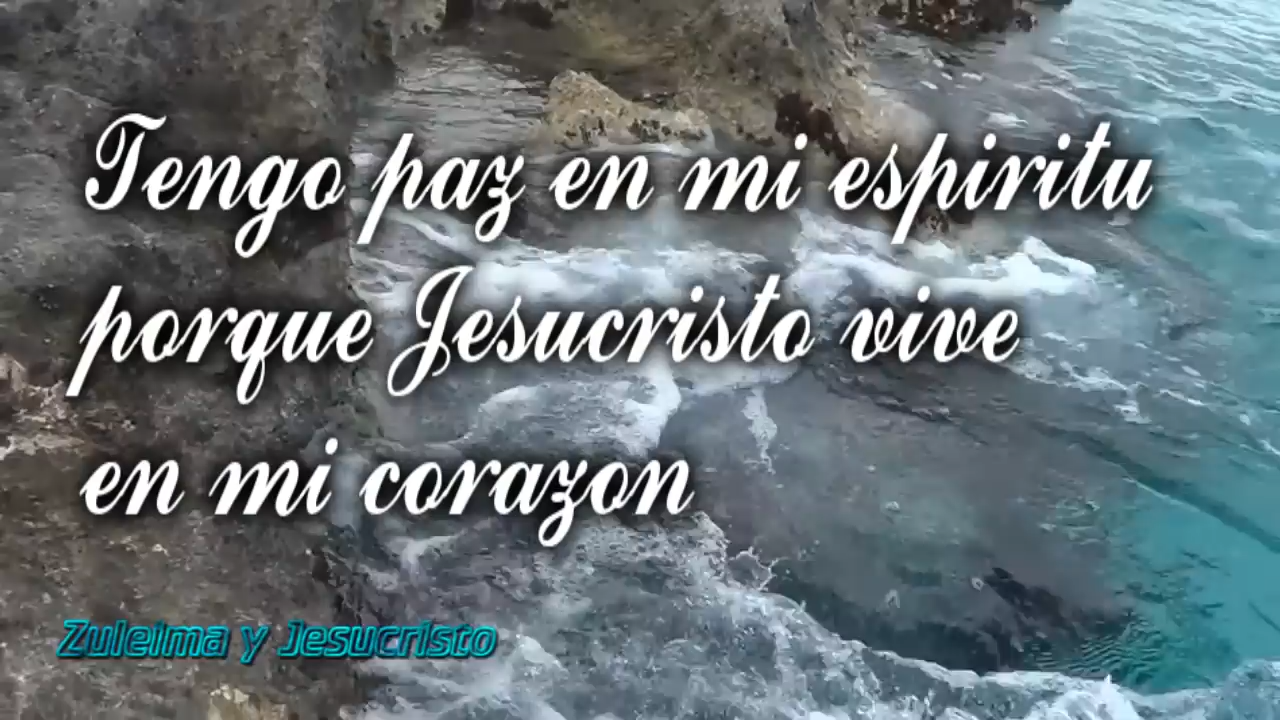 Tengo paz en mi espiritu
porque Jesucristo vive
en mi corazon
Zuleima y Jesucristo